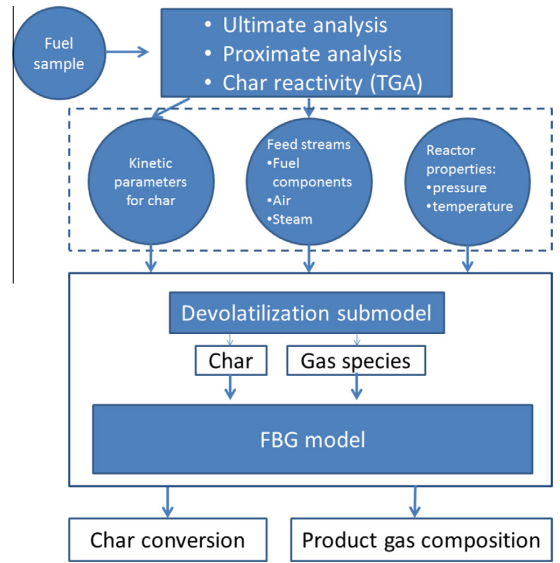 Fuel
sample
• Ultimate analysis
• Proximate analysis
• Char reactivity (TGA)
Kinetic
parameters
for char
Feed streams
•Fuel
components
•Air
•Steam
Reactor
properties:
•pressure
•temperature
Devolatilization submodel
Char
Gas species
FBG model
Char conversion
Product gas composition